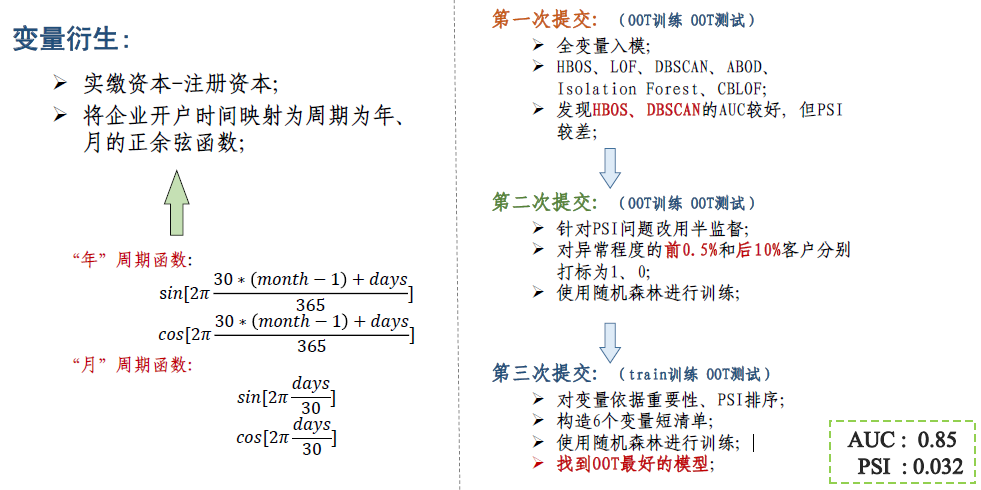 变量衍生:
➢ 实缴资本-注册资本;
➢ 将企业开户时间映射为周期为年、
月的正余弦函数;
“年”周期函数:
sin[2π (30 * (month − 1) + days)/365]
cos[2π (30 * (month − 1) + days)/365]
“月”周期函数:
sin[2π days/30]
cos[2π days/30]
第一次提交: (OOT训练 OOT测试)
➢ 全变量入模;
➢ HBOS、LOF、DBSCAN、ABOD、
Isolation Forest、CBLOF;
➢ 发现HBOS、DBSCAN的AUC较好, 但PSI
较差;
第二次提交: (OOT训练 OOT测试)
➢ 针对PSI问题改用半监督;
➢ 对异常程度的前0.5%和后10%客户分别
打标为1、0;
➢ 使用随机森林进行训练;
第三次提交: (train训练 OOT测试)
➢ 对变量依据重要性、PSI排序;
➢ 构造6个变量短清单;
➢ 使用随机森林进行训练;
➢ 找到OOT最好的模型;
AUC : 0.85
PSI : 0.032